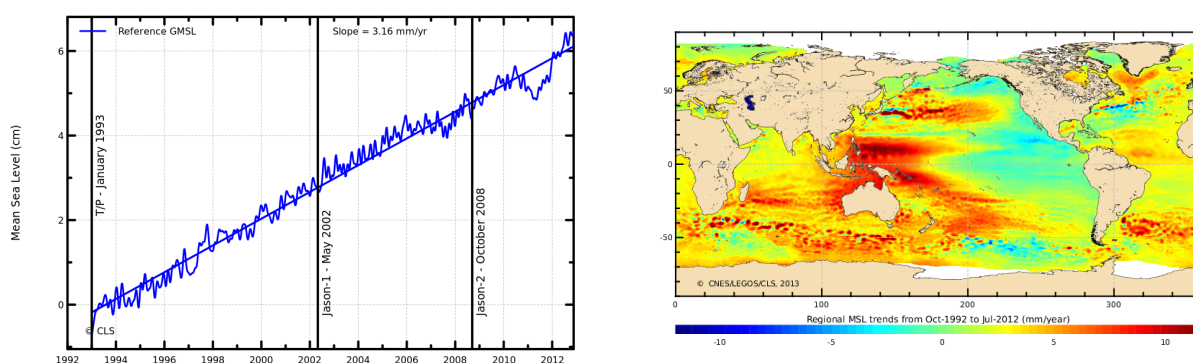 Reference GMSL
Slope = 3.16 mm/yr
Mean Sea Level (cm)
6
4
2
0
T/P - January 1993
Jason-1 - May 2002
Jason-2 - October 2008
© CLS
1992 1994 1996 1998 2000 2002 2004 2006 2008 2010 2012
50
0
-50
© CNES/LEGOS/CLS, 2013
0 100 200 300
Regional MSL trends from Oct-1992 to Jul-2012 (mm/year)
-10 -5 0 5 10